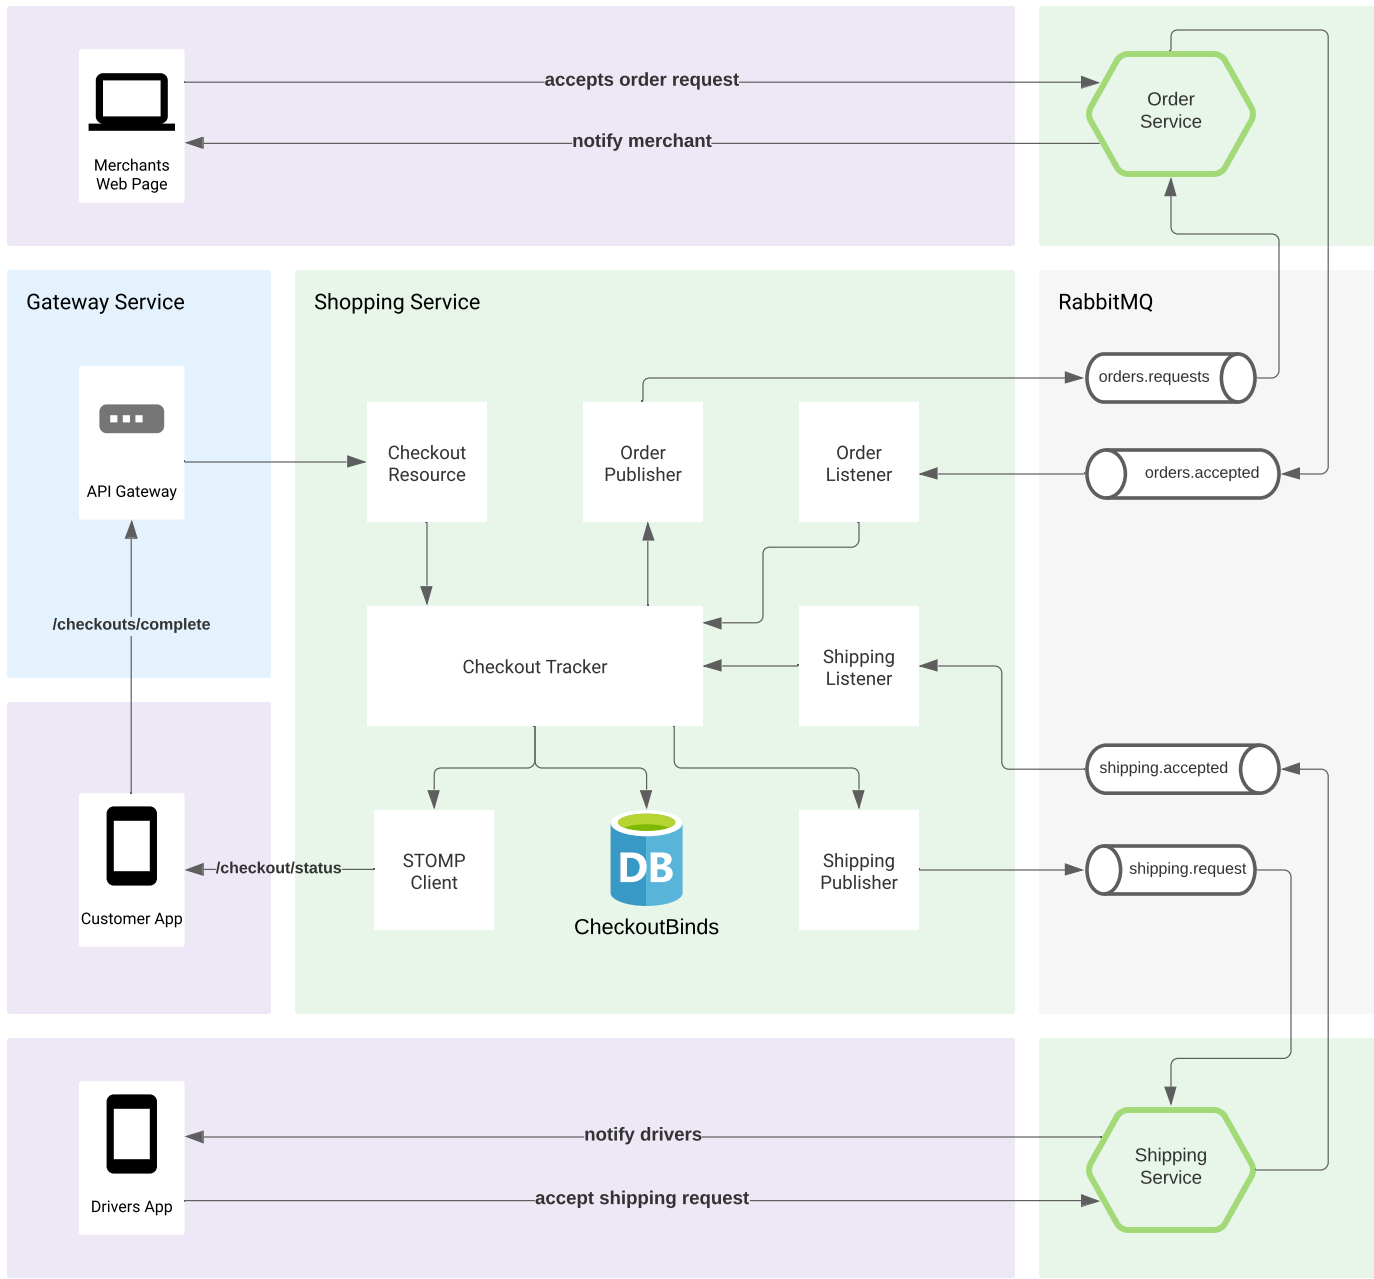 accepts order request
notify merchant
Merchants
Web Page
Order
Service
Gateway Service
Shopping Service
RabbitMQ
API Gateway
Checkout
Resource
Order
Publisher
Order
Listener
orders.requests
orders.accepted
/checkouts/complete
Checkout Tracker
Shipping
Listener
shipping.accepted
Customer App
/checkout/status
STOMP
Client
DB
CheckoutBinds
Shipping
Publisher
shipping.request
notify drivers
accept shipping request
Drivers App
Shipping
Service